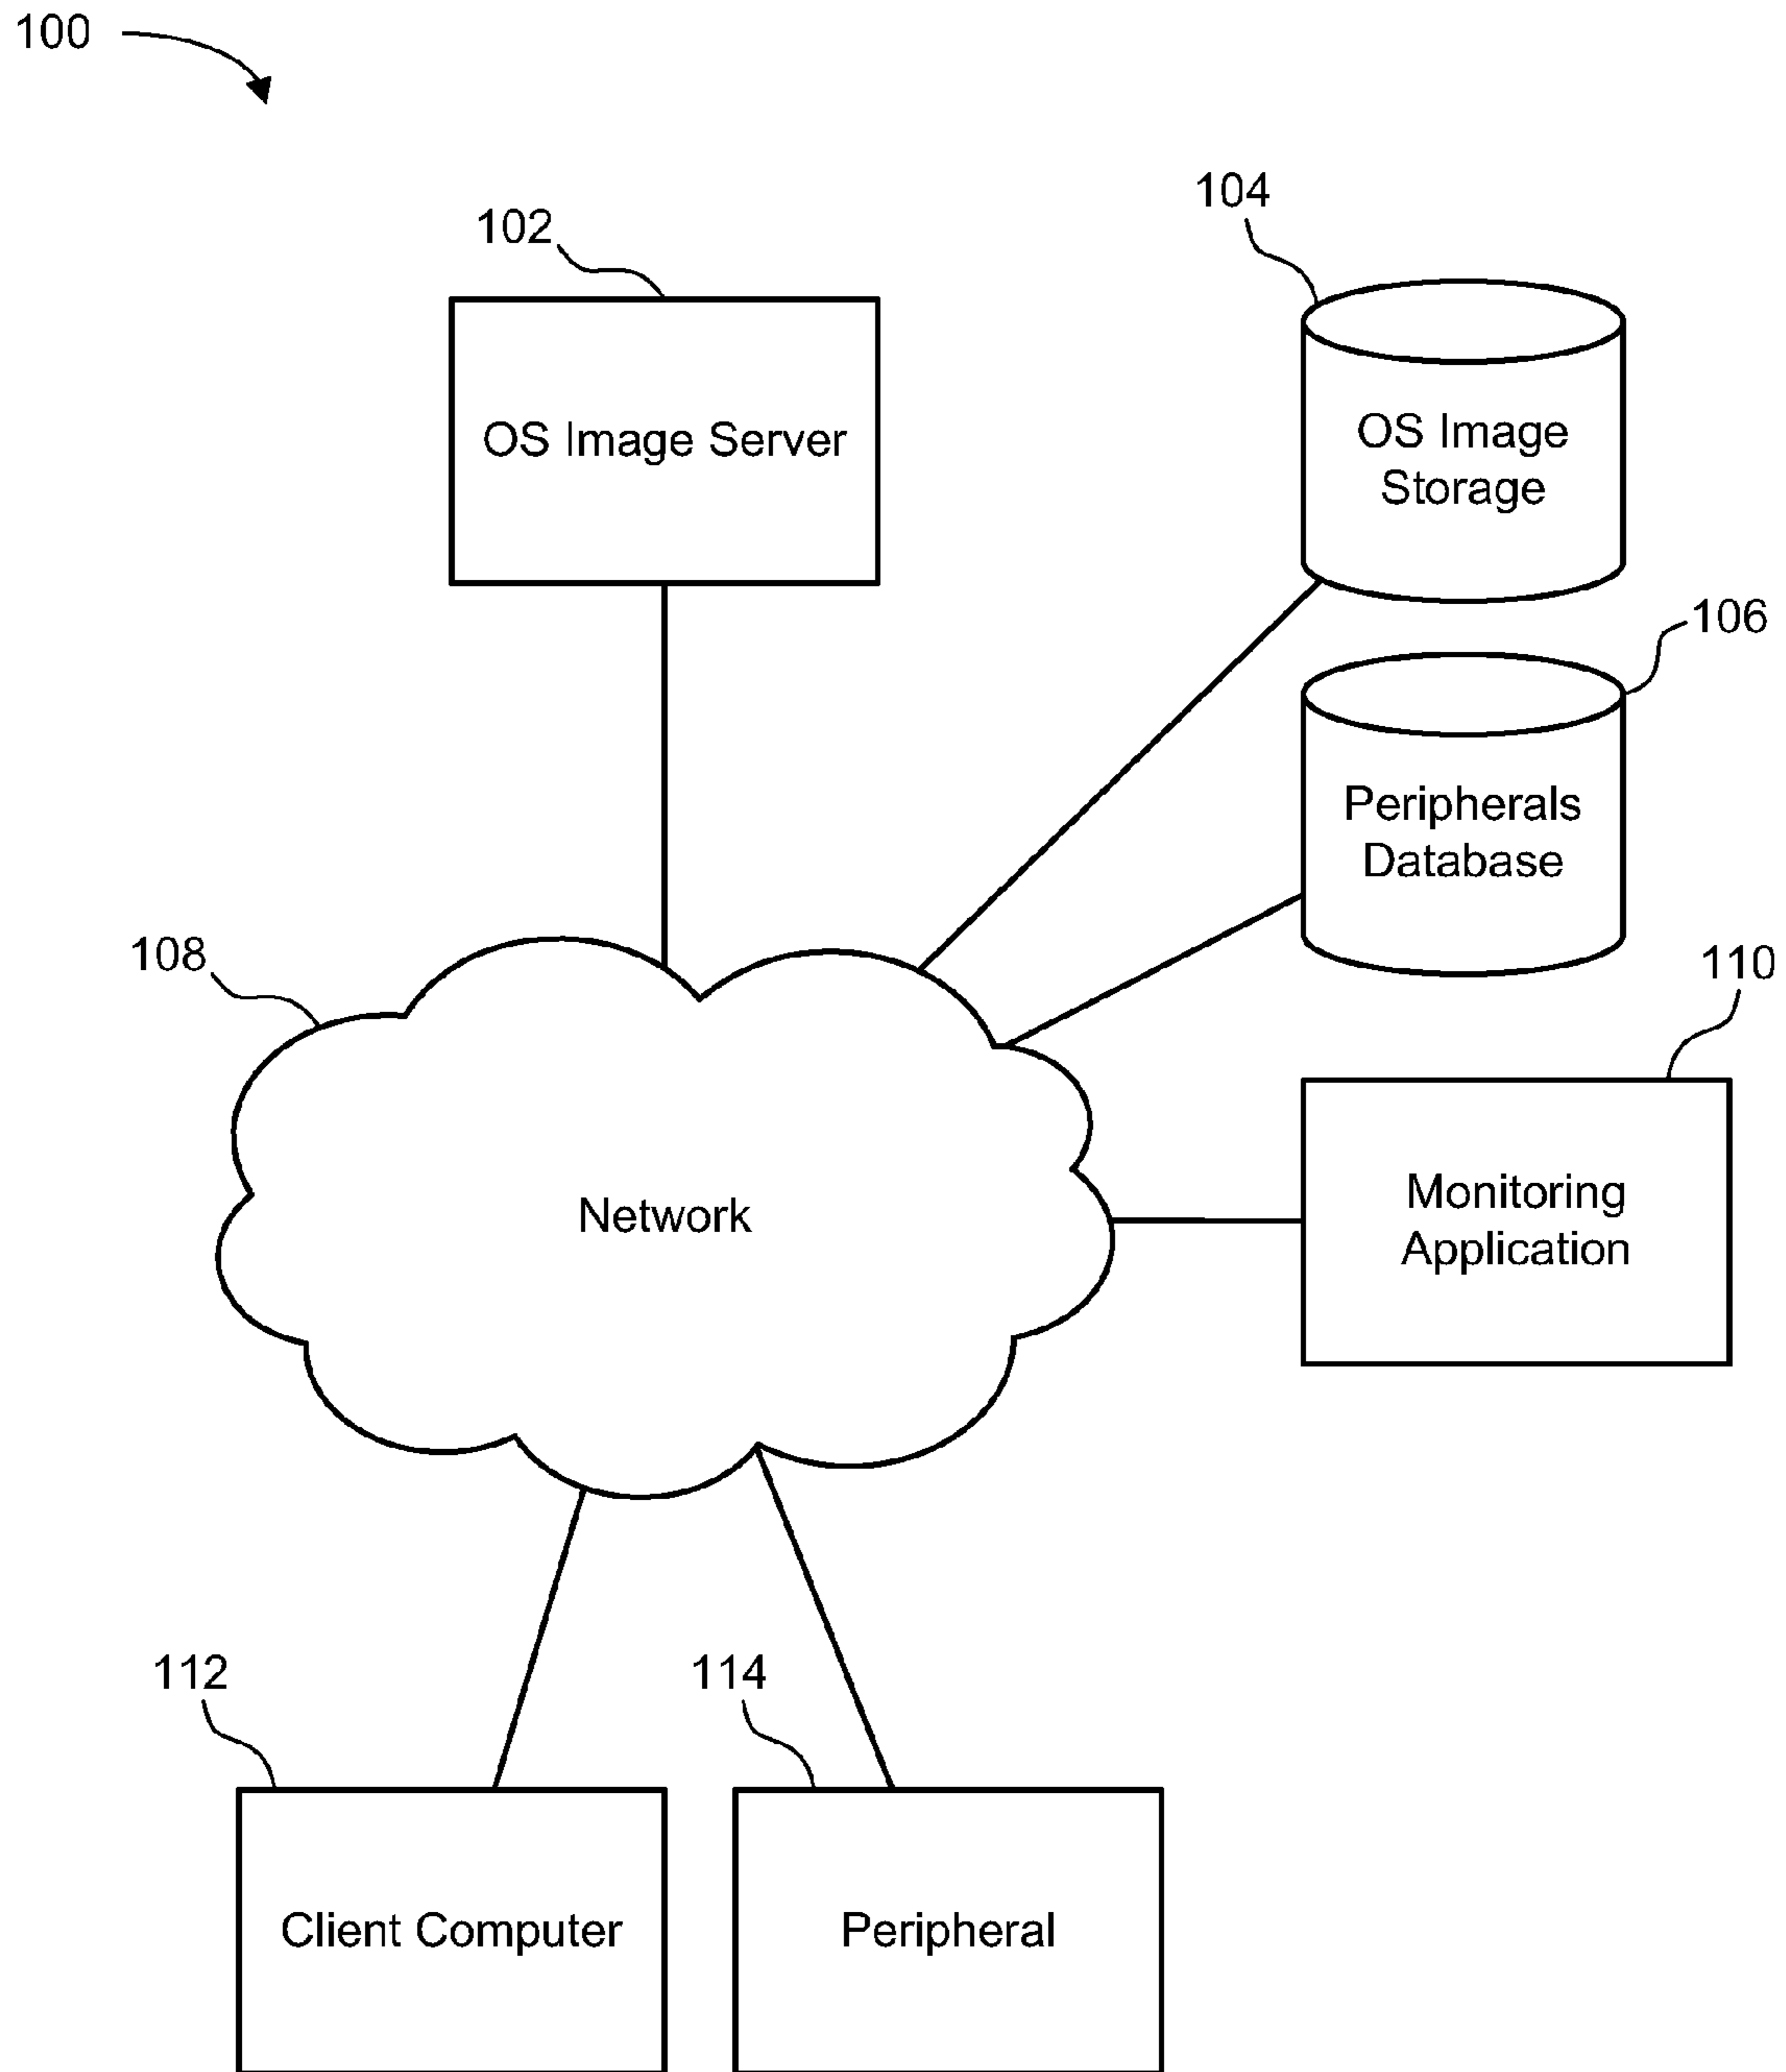 100
104
102
OS Image Server
OS Image
Storage
106
Peripherals
Database
108
110
Network
Monitoring
Application
112
114
Client Computer
Peripheral